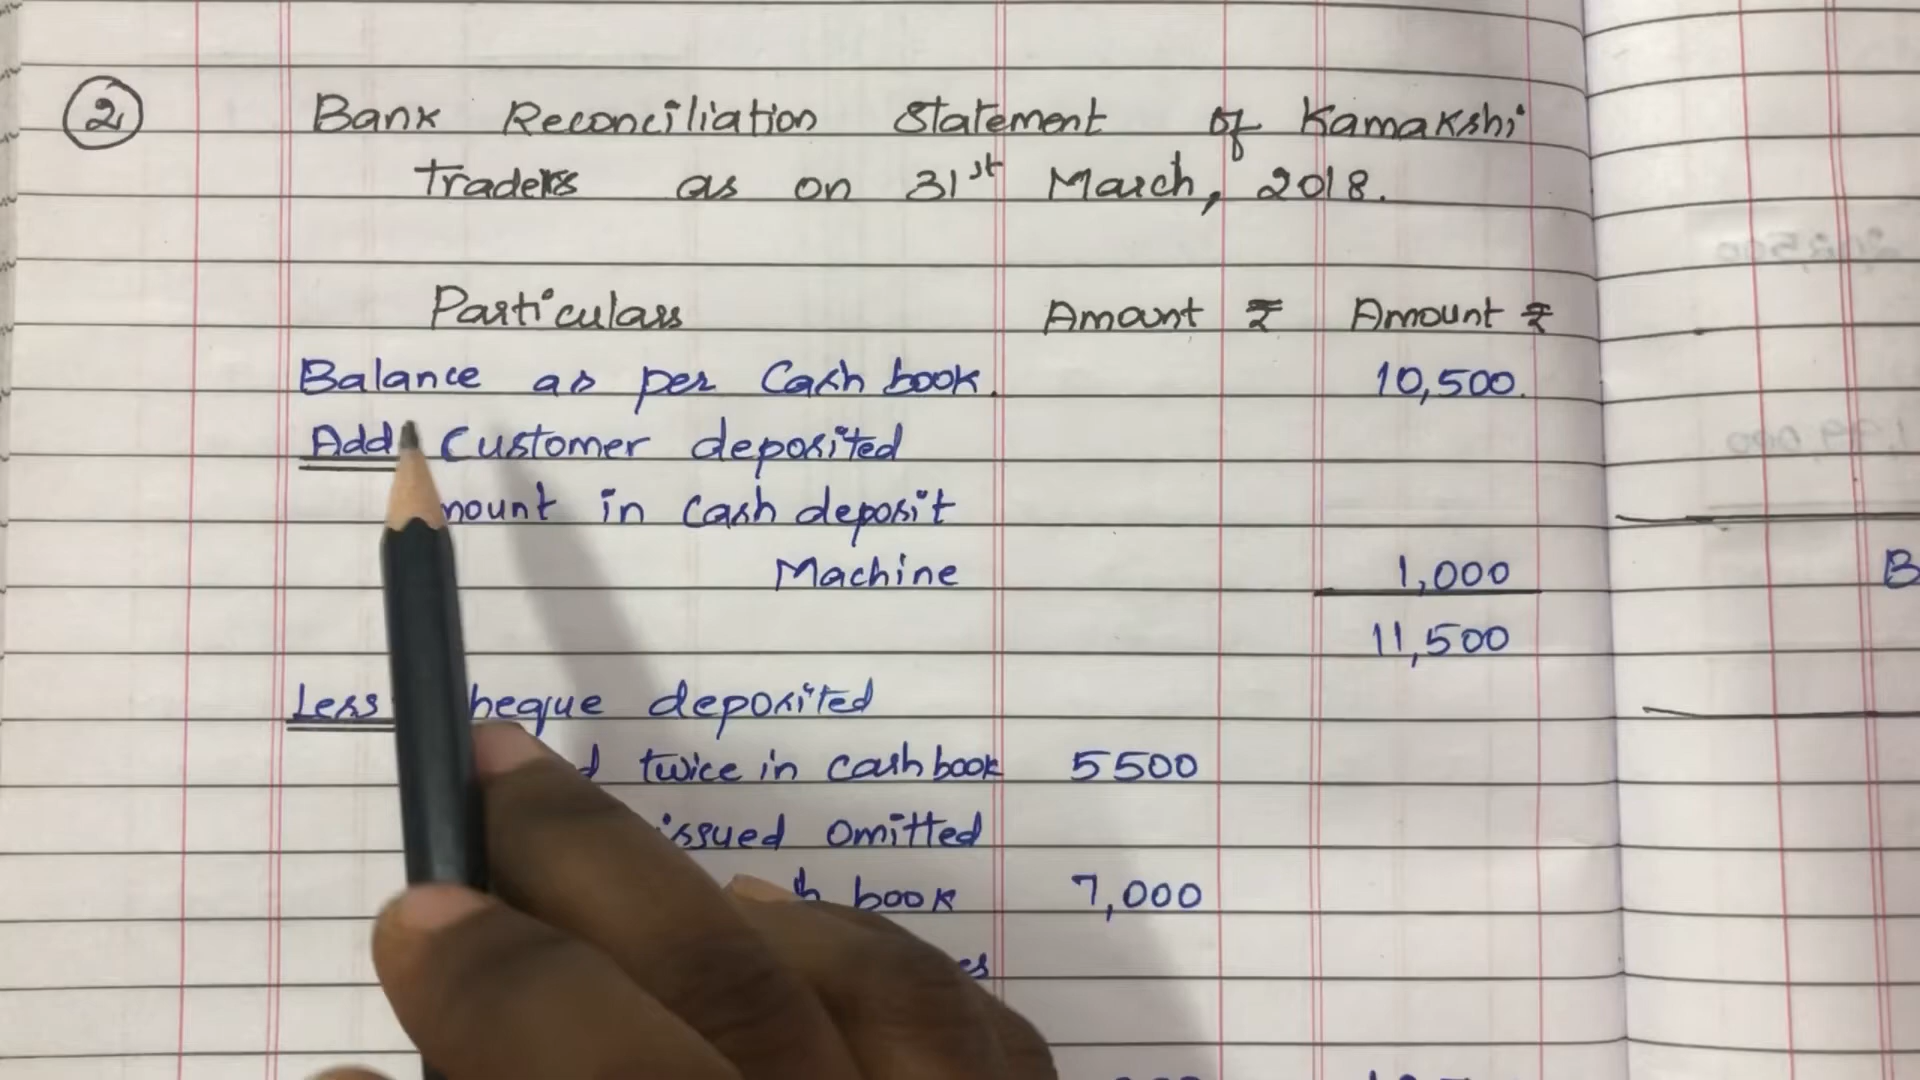 2
Bank Reconciliation Statement of Kamakshi
Traders as on 31st March, 2018.
Particulars Amount ₹ Amount ₹
Balance as per Cash book. 10,500.
Add Customer deposited
mount in Cash deposit
Machine 1,000
11,500
Less heque deposited
twice in cash book 5500
issued omitted
book 7,000
B